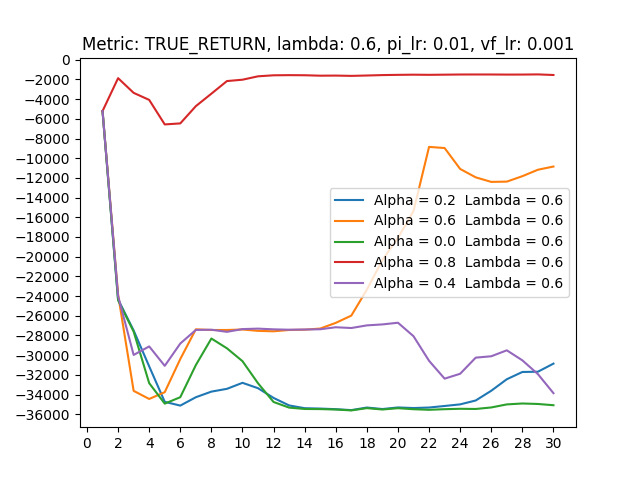 Metric: TRUE_RETURN, lambda: 0.6, pi_lr: 0.01, vf_lr: 0.001
0
−2000
−4000
−6000
−8000
−10000
−12000
−14000
−16000
−18000
−20000
−22000
−24000
−26000
−28000
−30000
−32000
−34000
−36000
Alpha = 0.2 Lambda = 0.6
Alpha = 0.6 Lambda = 0.6
Alpha = 0.0 Lambda = 0.6
Alpha = 0.8 Lambda = 0.6
Alpha = 0.4 Lambda = 0.6
0 2 4 6 8 10 12 14 16 18 20 22 24 26 28 30